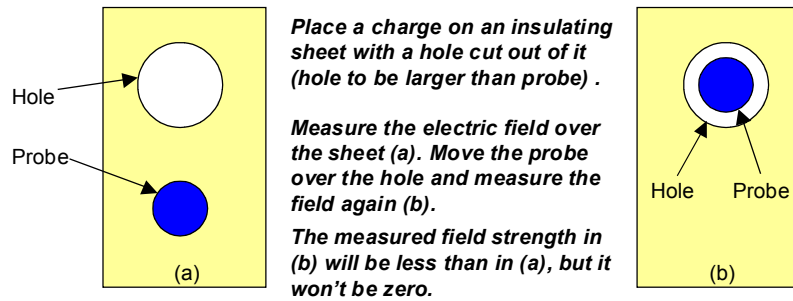 Hole
Probe
(a)
Place a charge on an insulating
sheet with a hole cut out of it
(hole to be larger than probe) .
Measure the electric field over
the sheet (a). Move the probe
over the hole and measure the
field again (b).
The measured field strength in
(b) will be less than in (a), but it
won't be zero.
Hole
Probe
(b)